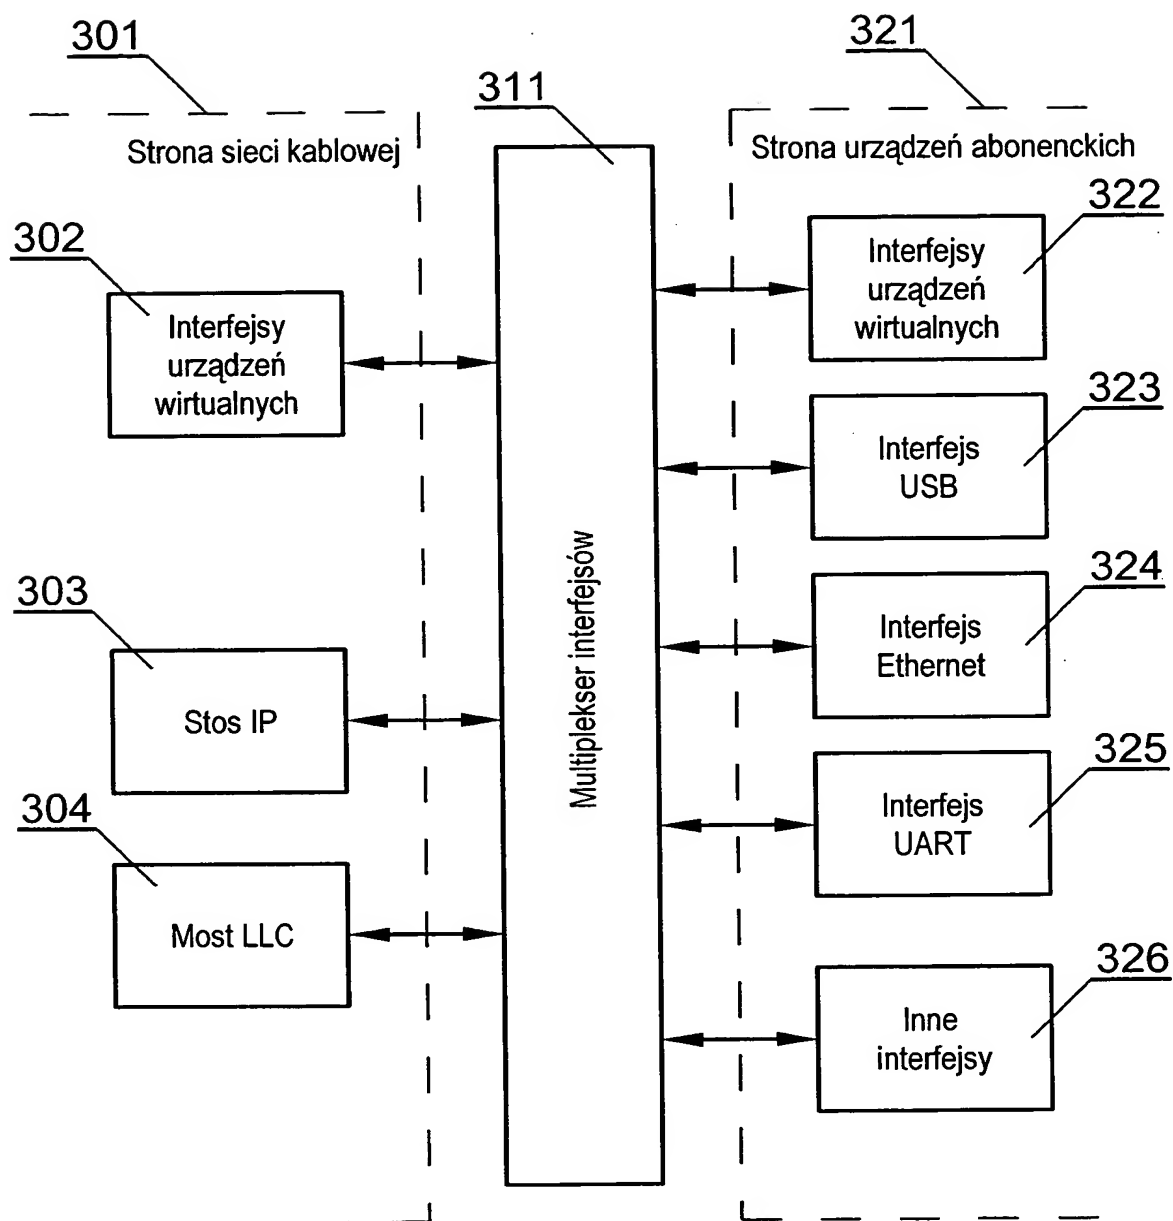 301
321
311
Strona sieci kablowej
Strona urządzeń abonenckich
302
Interfejsy
urządzeń
wirtualnych
303
Stos IP
304
Most LLC
Multiplekser interfejsów
322
Interfejsy
urządzeń
wirtualnych
323
Interfejs
USB
324
Interfejs
Ethernet
325
Interfejs
UART
326
Inne
interfejsy